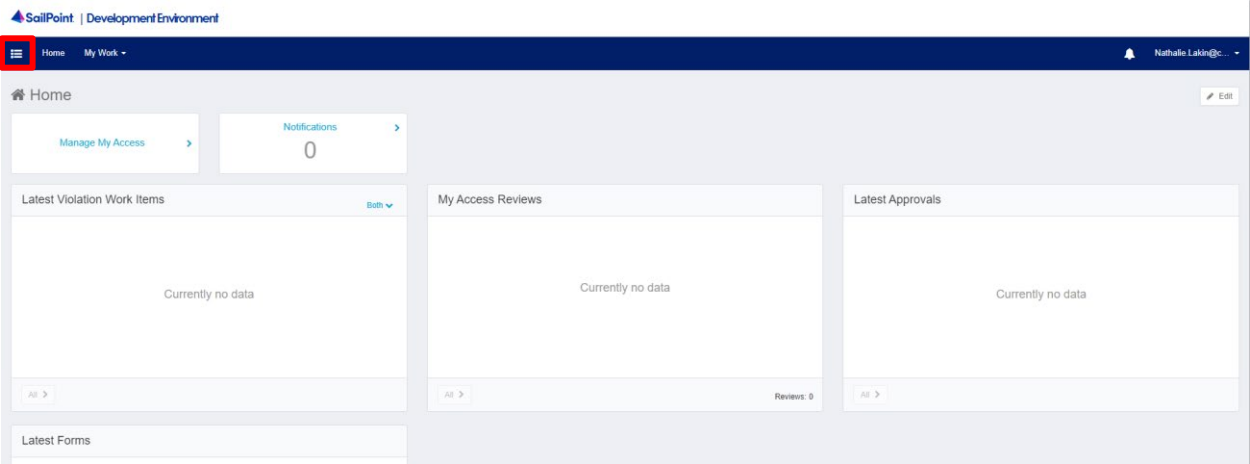 SailPoint | Development Environment
Home My Work Nathalie.Lakin@c...
Home Edit
Manage My Access
Notifications
0
Latest Violation Work Items Both
Currently no data
All
My Access Reviews
Currently no data
All Reviews: 0
Latest Approvals
Currently no data
All
Latest Forms